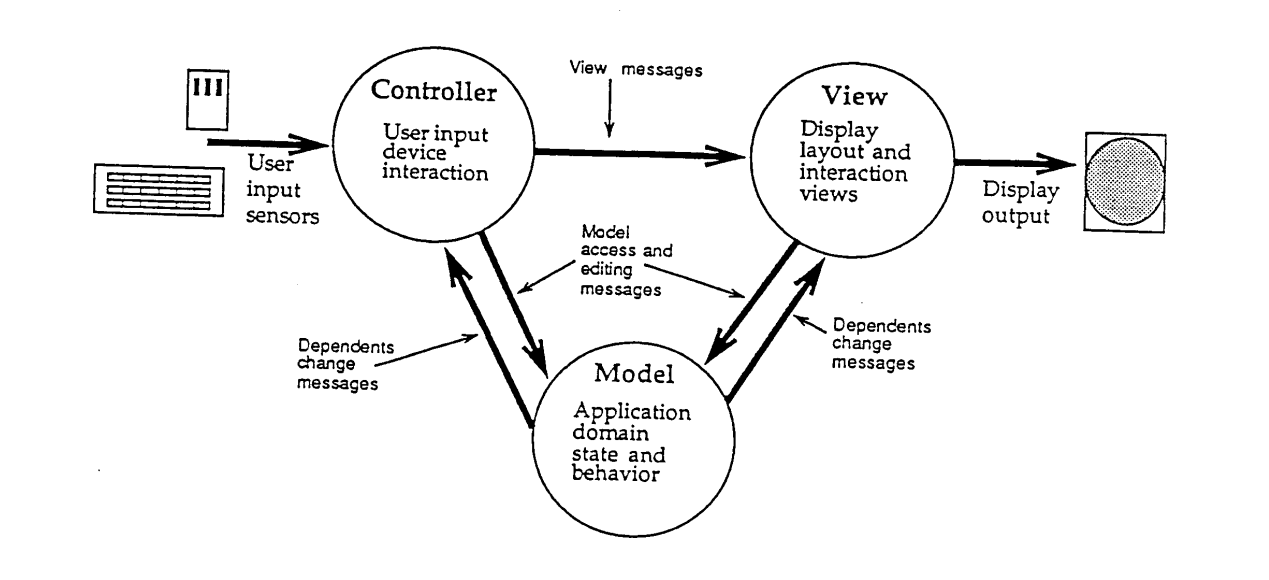 View messages
Controller
User input
device
interaction
View
Display
layout and
interaction
views
User
input
sensors
Display
output
Model
access and
editing
messages
Dependents
change
messages
Dependents
change
messages
Model
Application
domain
state and
behavior